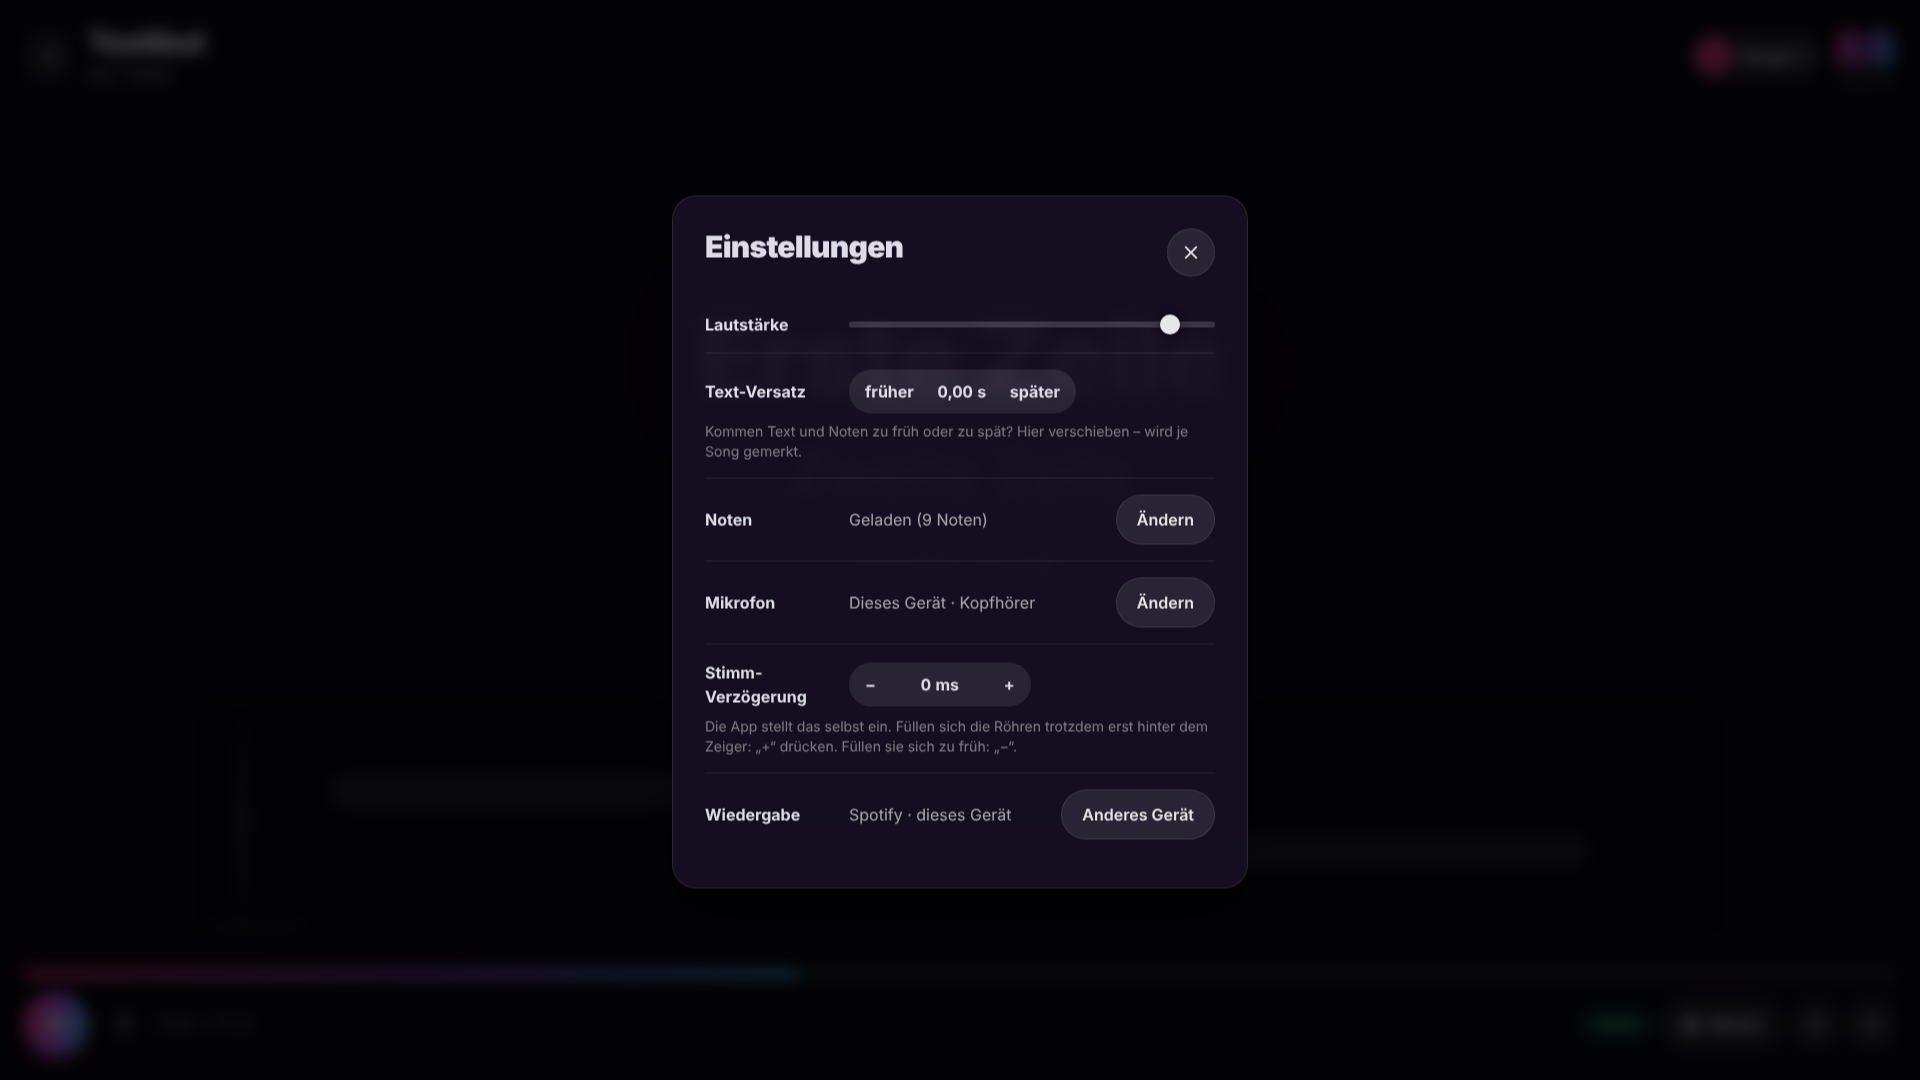 Einstellungen
Lautstärke
Text-Versatz früher 0,00 s später
Kommen Text und Noten zu früh oder zu spät? Hier verschieben – wird je
Song gemerkt.
Noten Geladen (9 Noten) Ändern
Mikrofon Dieses Gerät · Kopfhörer Ändern
Stimm-
Verzögerung – 0 ms +
Die App stellt das selbst ein. Füllen sich die Röhren trotzdem erst hinter dem
Zeiger: „+“ drücken. Füllen sie sich zu früh: „−“.
Wiedergabe Spotify · dieses Gerät Anderes Gerät